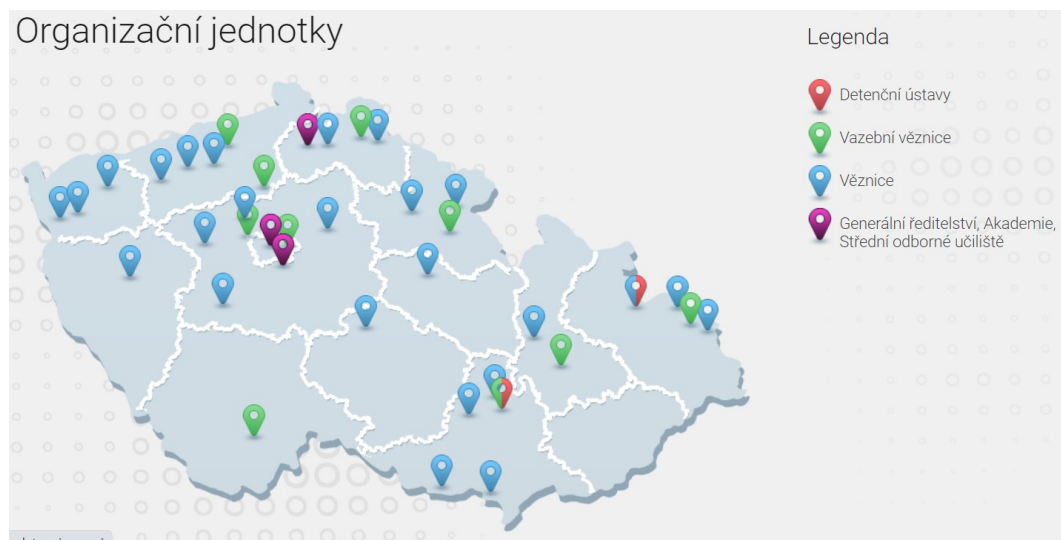 Organizační jednotky
Legenda
Detenční ústavy
Vazební věznice
Věznice
Generální ředitelství, Akademie,
Střední odborné učiliště